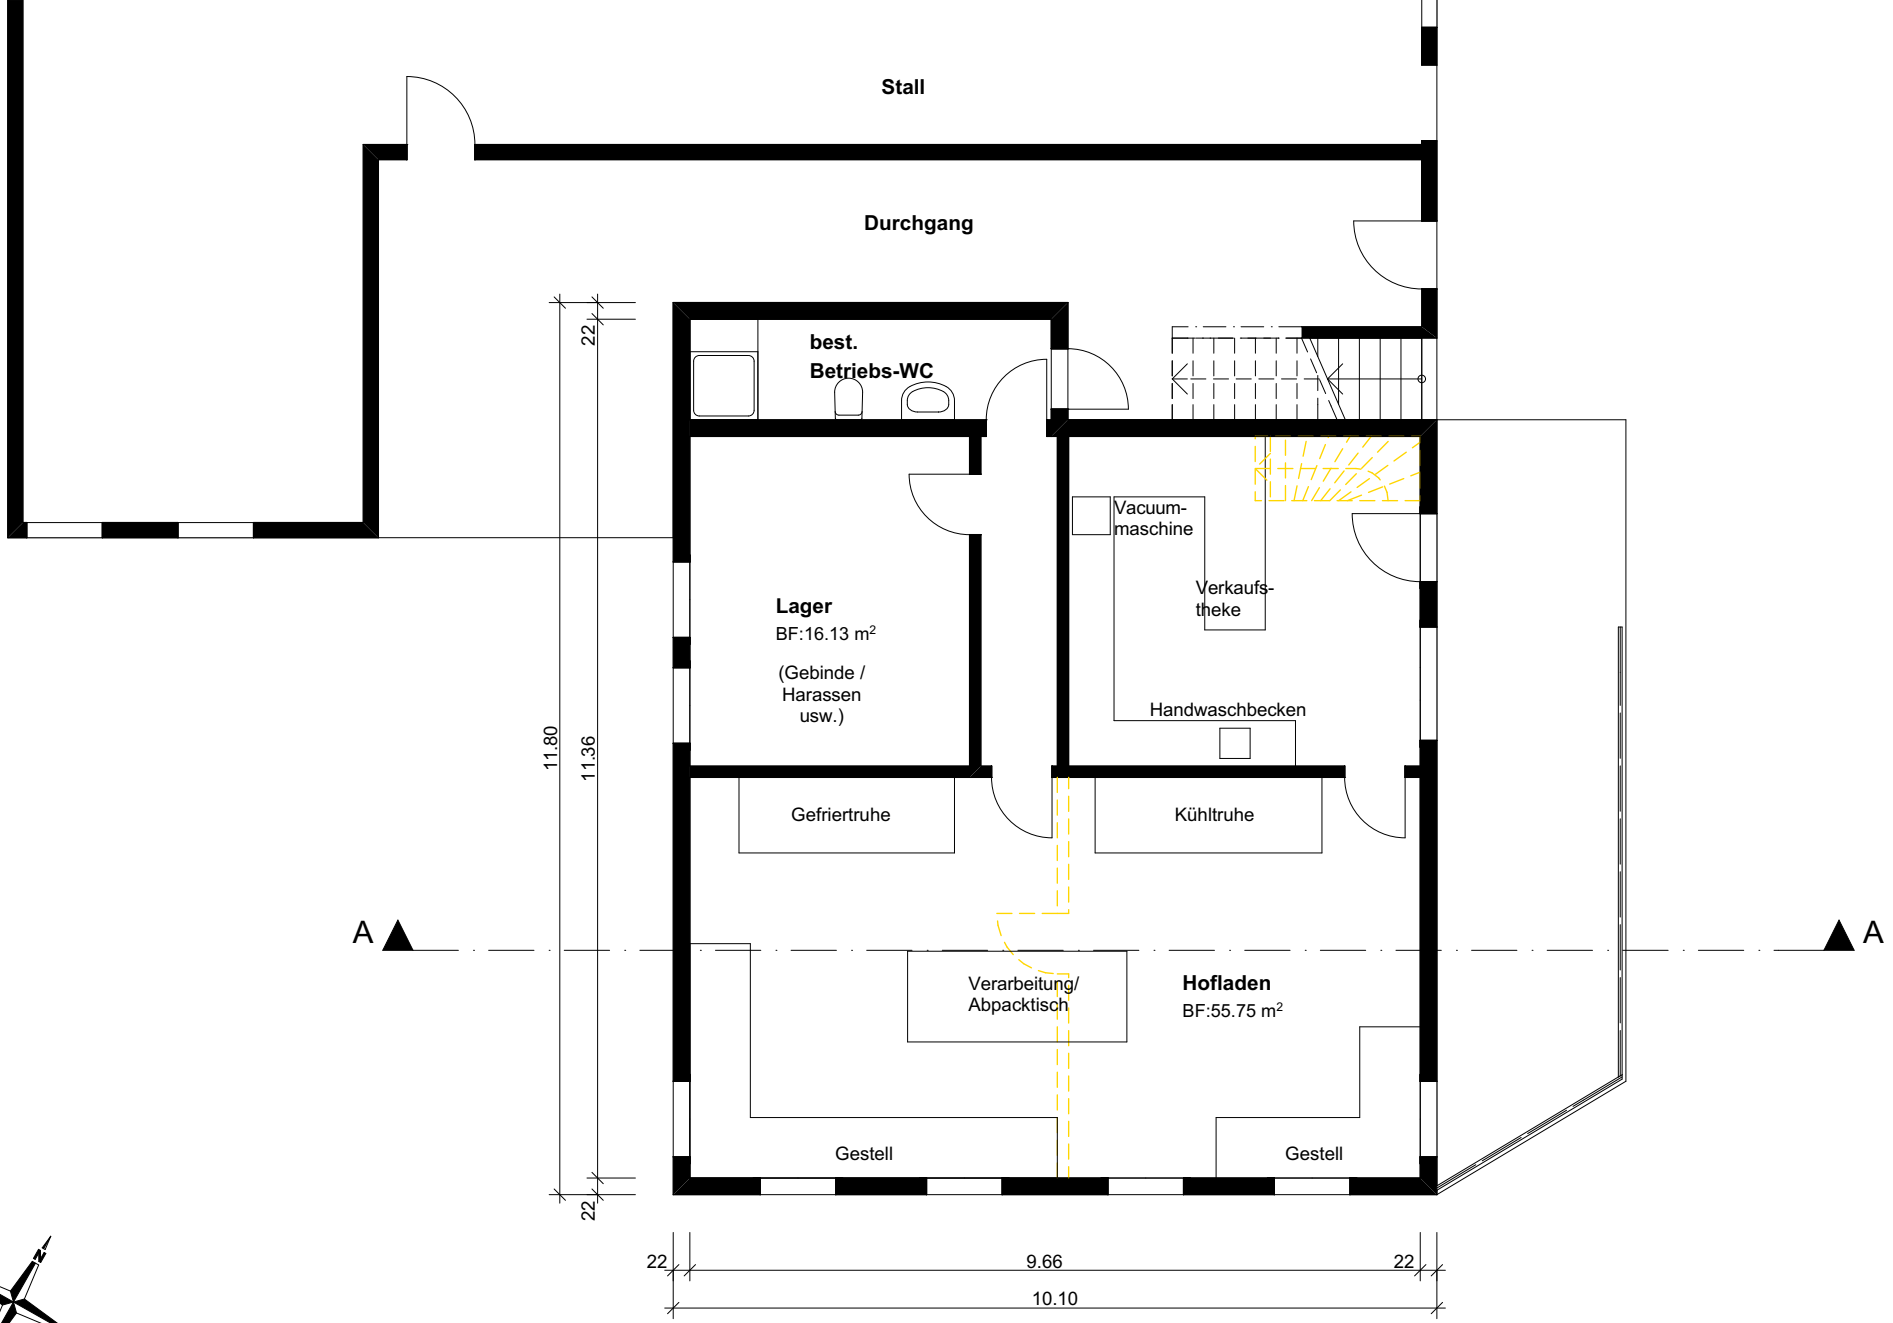 Stall
Durchgang
22
best.
Betriebs-WC
Vacuum-
maschine
Verkaufs-
theke
Lager
BF:16.13 m²
(Gebinde /
Harassen
usw.)
Handwaschbecken
11.80
11.36
Gefriertruhe
Kühltruhe
A
A
Verarbeitung/
Abpacktisch
Hofladen
BF:55.75 m²
Gestell
Gestell
22
22
9.66
22
10.10
N